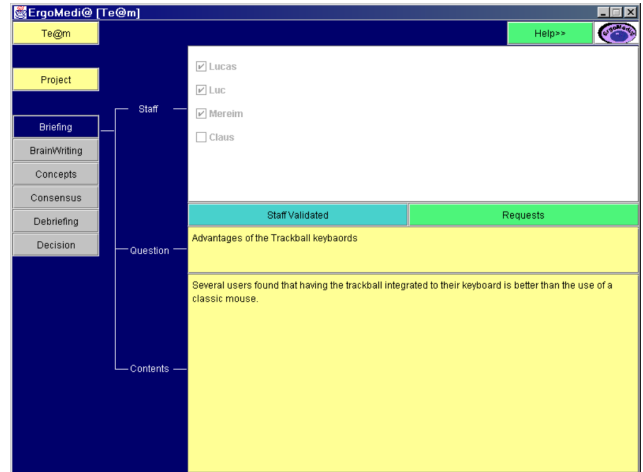 ErgoMedi@ [Te@m]
Te@m
Help>>
Project
Briefing
BrainWriting
Concepts
Consensus
Debriefing
Decision
Staff
Lucas
Luc
Mereim
Claus
Staff Validated
Requests
Question
Advantages of the Trackball keybaords
Contents
Several users found that having the trackball integrated to their keyboard is better than the use of a
classic mouse.